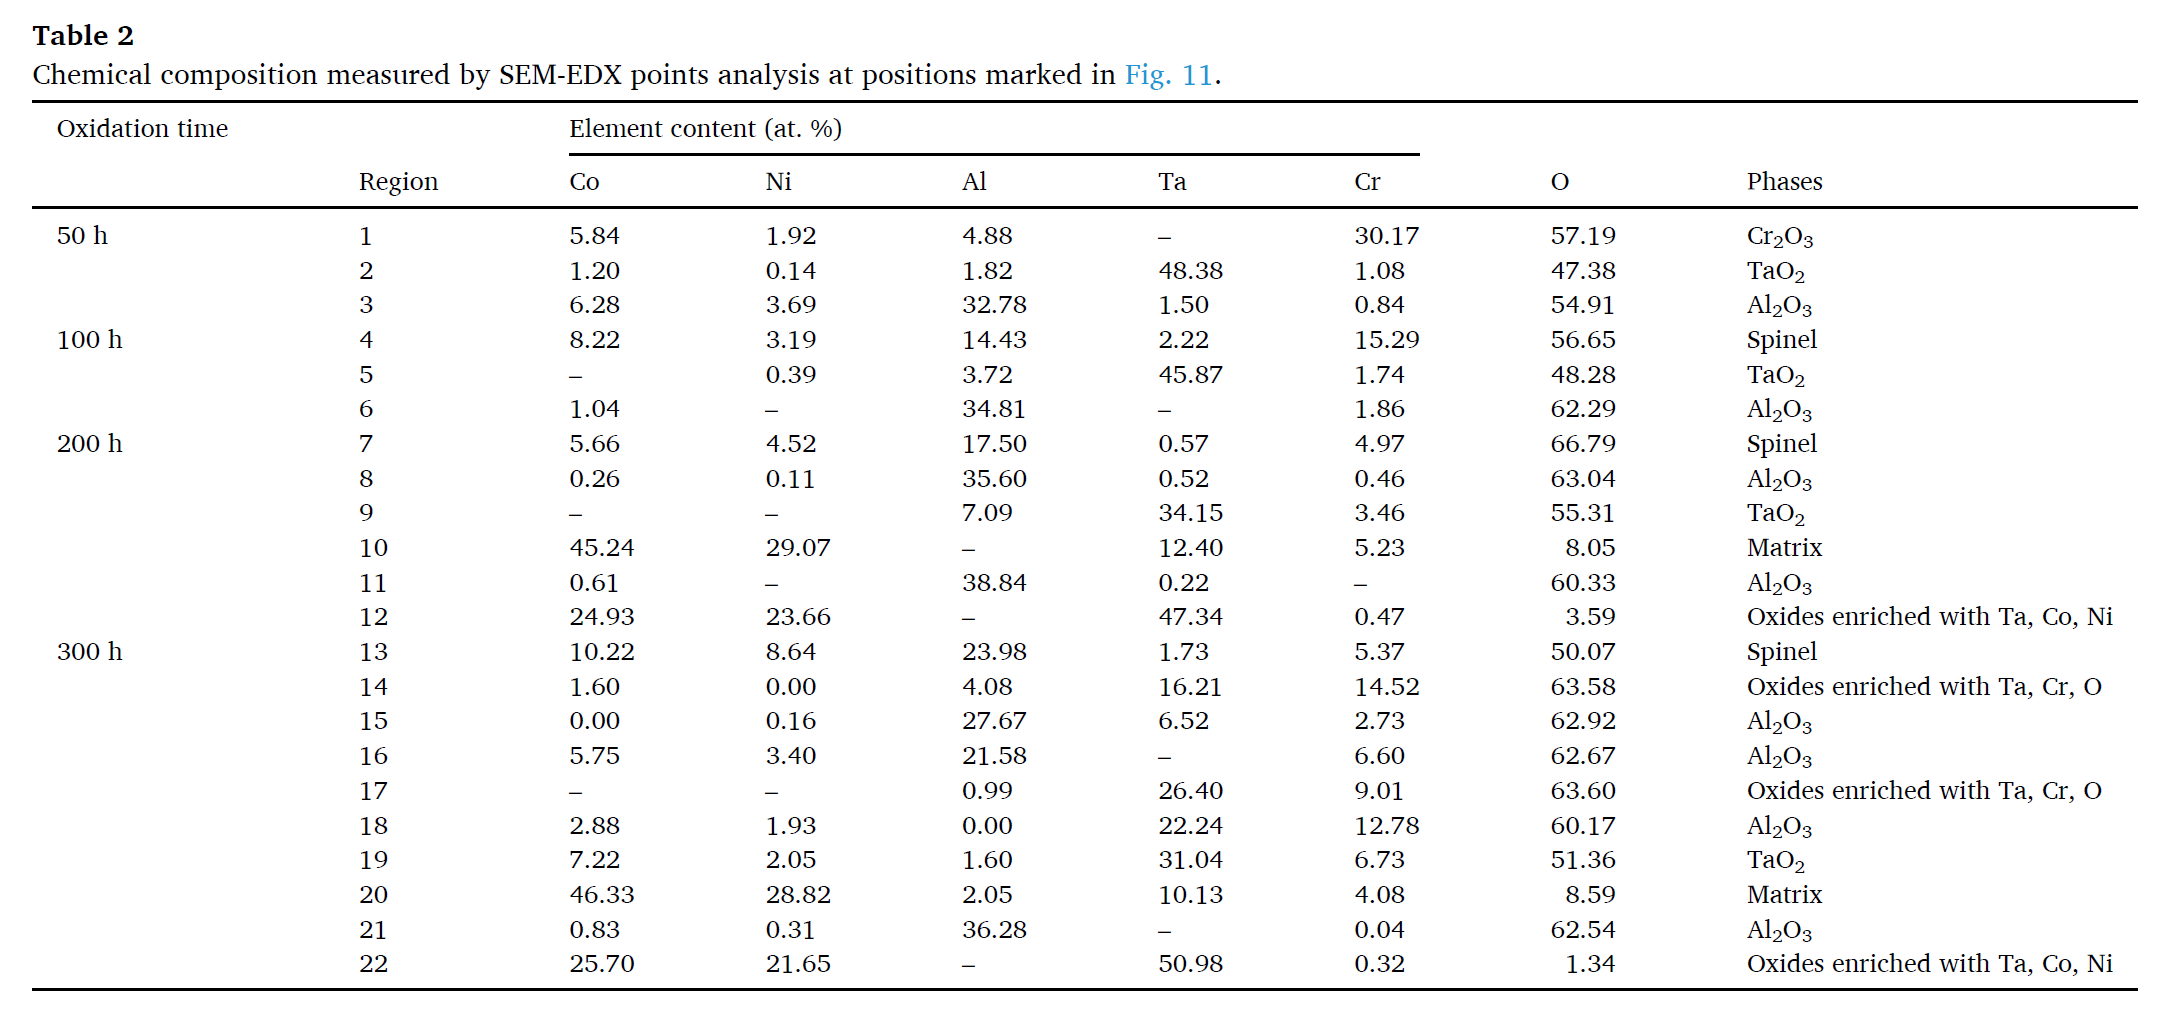 Table 2
Chemical composition measured by SEM-EDX points analysis at positions marked in Fig. 11.
Oxidation time Element content (at. %)
Region Co Ni Al Ta Cr O Phases
50 h 1 5.84 1.92 4.88 – 30.17 57.19 Cr₂O₃
2 1.20 0.14 1.82 48.38 1.08 47.38 TaO₂
3 6.28 3.69 32.78 1.50 0.84 54.91 Al₂O₃
100 h 4 8.22 3.19 14.43 2.22 15.29 56.65 Spinel
5 – 0.39 3.72 45.87 1.74 48.28 TaO₂
6 1.04 – 34.81 – 1.86 62.29 Al₂O₃
200 h 7 5.66 4.52 17.50 0.57 4.97 66.79 Spinel
8 0.26 0.11 35.60 0.52 0.46 63.04 Al₂O₃
9 – – 7.09 34.15 3.46 55.31 TaO₂
10 45.24 29.07 – 12.40 5.23 8.05 Matrix
11 0.61 – 38.84 0.22 – 60.33 Al₂O₃
12 24.93 23.66 – 47.34 0.47 3.59 Oxides enriched with Ta, Co, Ni
300 h 13 10.22 8.64 23.98 1.73 5.37 50.07 Spinel
14 1.60 0.00 4.08 16.21 14.52 63.58 Oxides enriched with Ta, Cr, O
15 0.00 0.16 27.67 6.52 2.73 62.92 Al₂O₃
16 5.75 3.40 21.58 – 6.60 62.67 Al₂O₃
17 – – 0.99 26.40 9.01 63.60 Oxides enriched with Ta, Cr, O
18 2.88 1.93 0.00 22.24 12.78 60.17 Al₂O₃
19 7.22 2.05 1.60 31.04 6.73 51.36 TaO₂
20 46.33 28.82 2.05 10.13 4.08 8.59 Matrix
21 0.83 0.31 36.28 – 0.04 62.54 Al₂O₃
22 25.70 21.65 – 50.98 0.32 1.34 Oxides enriched with Ta, Co, Ni